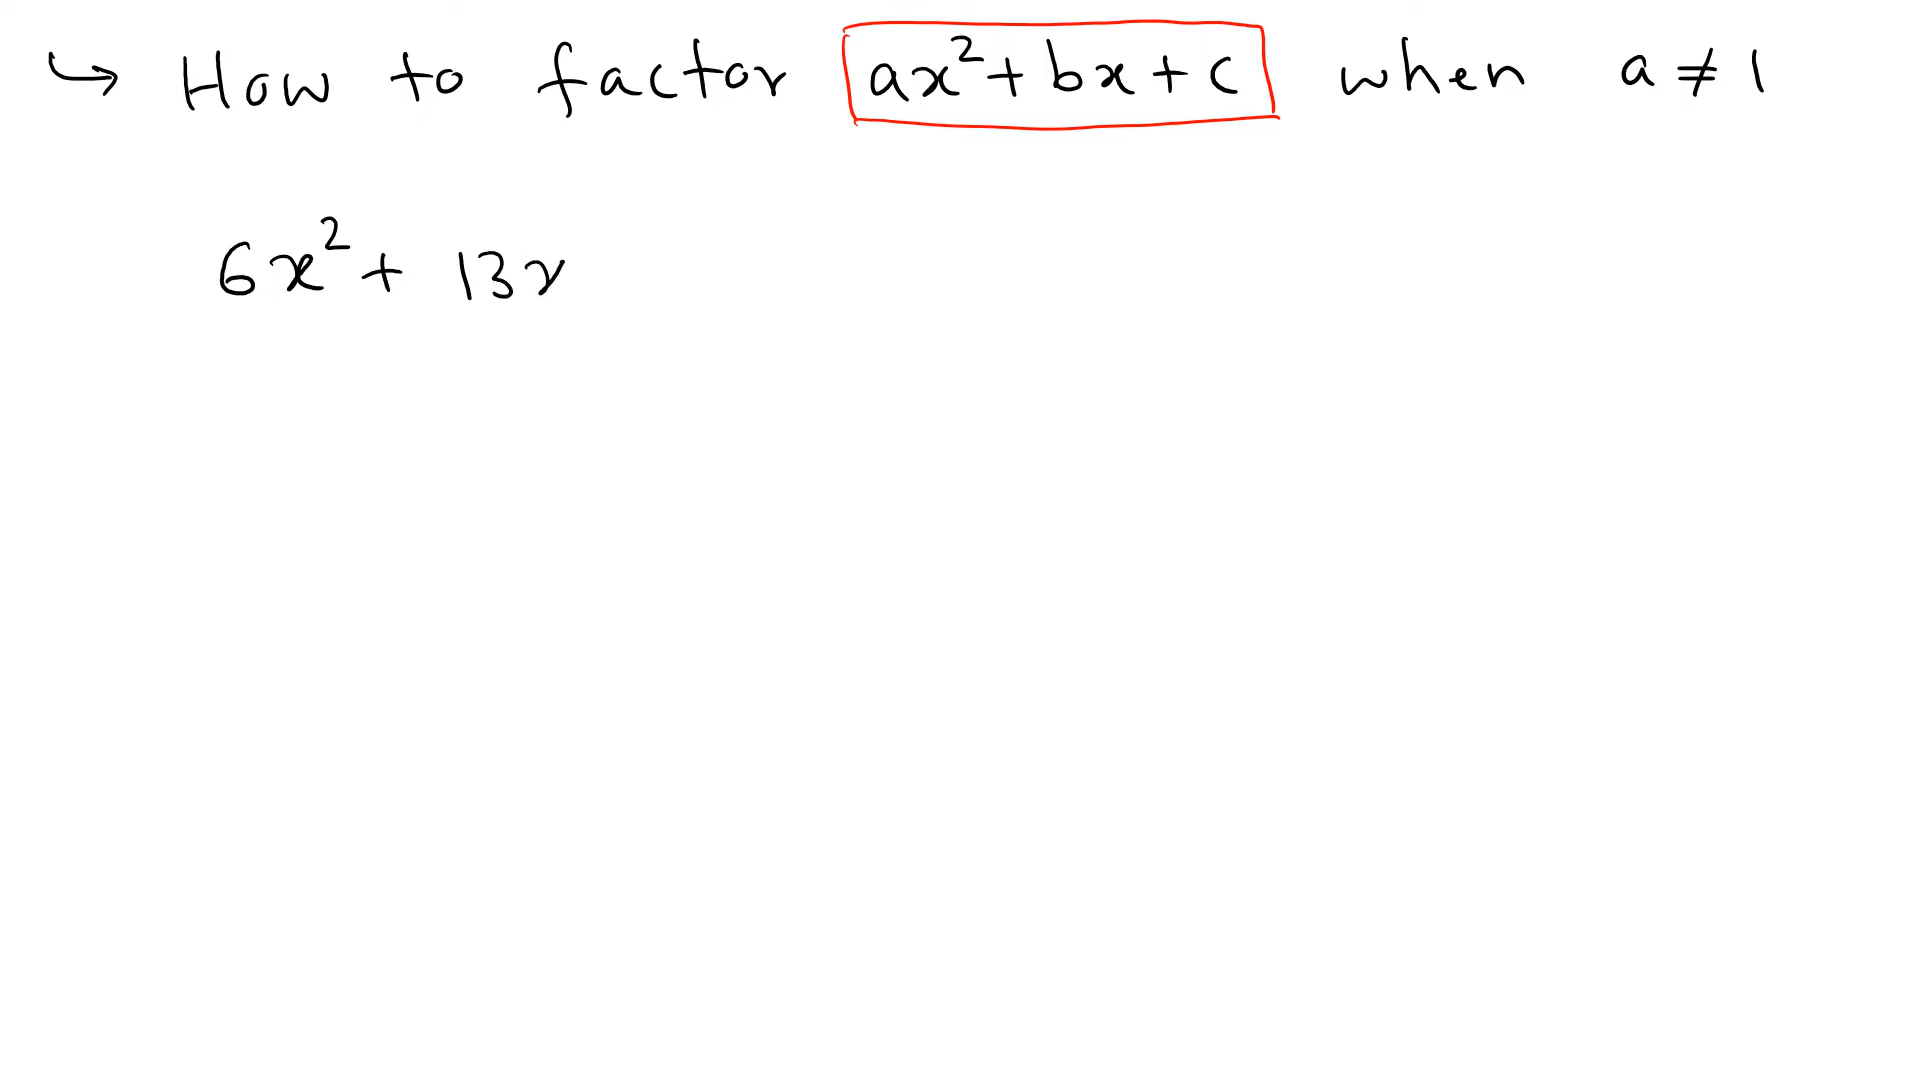 ↪ How to factor ax² + bx + c when a ≠ 1
6x² + 13x